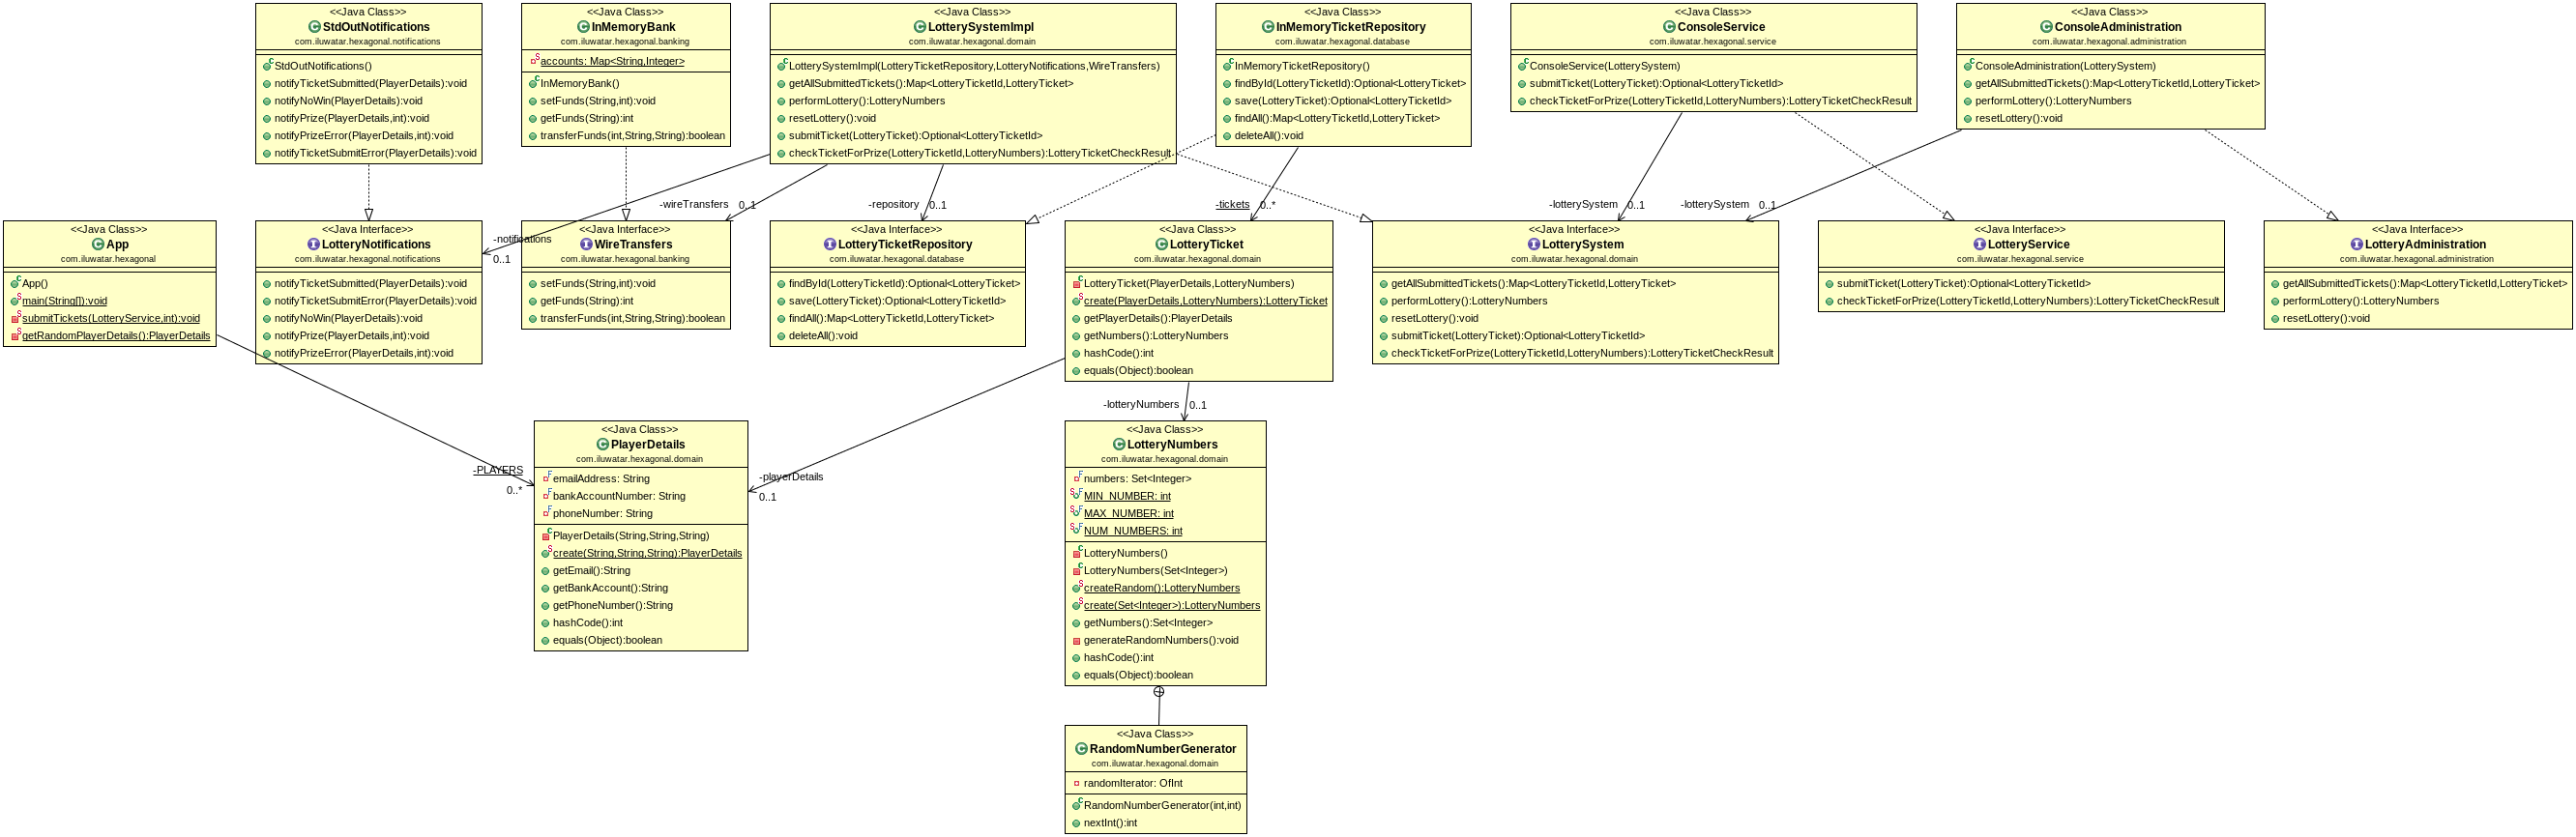 <<Java Class>>
StdOutNotifications
com.iluwatar.hexagonal.notifications
StdOutNotifications()
notifyTicketSubmitted(PlayerDetails):void
notifyNoWin(PlayerDetails):void
notifyPrize(PlayerDetails,int):void
notifyPrizeError(PlayerDetails,int):void
notifyTicketSubmitError(PlayerDetails):void
<<Java Class>>
InMemoryBank
com.iluwatar.hexagonal.banking
accounts: Map<String,Integer>
InMemoryBank()
setFunds(String,int):void
getFunds(String):int
transferFunds(int,String,String):boolean
<<Java Class>>
LotterySystemImpl
com.iluwatar.hexagonal.domain
LotterySystemImpl(LotteryTicketRepository,LotteryNotifications,WireTransfers)
getAllSubmittedTickets():Map<LotteryTicketId,LotteryTicket>
performLottery():LotteryNumbers
resetLottery():void
submitTicket(LotteryTicket):Optional<LotteryTicketId>
checkTicketForPrize(LotteryTicketId,LotteryNumbers):LotteryTicketCheckResult
<<Java Class>>
InMemoryTicketRepository
com.iluwatar.hexagonal.database
InMemoryTicketRepository()
findById(LotteryTicketId):Optional<LotteryTicket>
save(LotteryTicket):Optional<LotteryTicketId>
findAll():Map<LotteryTicketId,LotteryTicket>
deleteAll():void
<<Java Class>>
ConsoleService
com.iluwatar.hexagonal.service
ConsoleService(LotterySystem)
submitTicket(LotteryTicket):Optional<LotteryTicketId>
checkTicketForPrize(LotteryTicketId,LotteryNumbers):LotteryTicketCheckResult
<<Java Class>>
ConsoleAdministration
com.iluwatar.hexagonal.administration
ConsoleAdministration(LotterySystem)
getAllSubmittedTickets():Map<LotteryTicketId,LotteryTicket>
performLottery():LotteryNumbers
resetLottery():void
-notifications
0..1
-wireTransfers 0..1
-repository 0..1
-tickets 0..*
-lotterySystem 0..1
-lotterySystem 0..1
<<Java Class>>
App
com.iluwatar.hexagonal
App()
main(String[]):void
submitTickets(LotteryService,int):void
getRandomPlayerDetails():PlayerDetails
<<Java Interface>>
LotteryNotifications
com.iluwatar.hexagonal.notifications
notifyTicketSubmitted(PlayerDetails):void
notifyTicketSubmitError(PlayerDetails):void
notifyNoWin(PlayerDetails):void
notifyPrize(PlayerDetails,int):void
notifyPrizeError(PlayerDetails,int):void
<<Java Interface>>
WireTransfers
com.iluwatar.hexagonal.banking
setFunds(String,int):void
getFunds(String):int
transferFunds(int,String,String):boolean
<<Java Interface>>
LotteryTicketRepository
com.iluwatar.hexagonal.database
findById(LotteryTicketId):Optional<LotteryTicket>
save(LotteryTicket):Optional<LotteryTicketId>
findAll():Map<LotteryTicketId,LotteryTicket>
deleteAll():void
<<Java Class>>
LotteryTicket
com.iluwatar.hexagonal.domain
LotteryTicket(PlayerDetails,LotteryNumbers)
create(PlayerDetails,LotteryNumbers):LotteryTicket
getPlayerDetails():PlayerDetails
getNumbers():LotteryNumbers
hashCode():int
equals(Object):boolean
<<Java Interface>>
LotterySystem
com.iluwatar.hexagonal.domain
getAllSubmittedTickets():Map<LotteryTicketId,LotteryTicket>
performLottery():LotteryNumbers
resetLottery():void
submitTicket(LotteryTicket):Optional<LotteryTicketId>
checkTicketForPrize(LotteryTicketId,LotteryNumbers):LotteryTicketCheckResult
<<Java Interface>>
LotteryService
com.iluwatar.hexagonal.service
submitTicket(LotteryTicket):Optional<LotteryTicketId>
checkTicketForPrize(LotteryTicketId,LotteryNumbers):LotteryTicketCheckResult
<<Java Interface>>
LotteryAdministration
com.iluwatar.hexagonal.administration
getAllSubmittedTickets():Map<LotteryTicketId,LotteryTicket>
performLottery():LotteryNumbers
resetLottery():void
-PLAYERS
0..*
-playerDetails
0..1
-lotteryNumbers 0..1
<<Java Class>>
PlayerDetails
com.iluwatar.hexagonal.domain
emailAddress: String
bankAccountNumber: String
phoneNumber: String
PlayerDetails(String,String,String)
create(String,String,String):PlayerDetails
getEmail():String
getBankAccount():String
getPhoneNumber():String
hashCode():int
equals(Object):boolean
<<Java Class>>
LotteryNumbers
com.iluwatar.hexagonal.domain
numbers: Set<Integer>
MIN_NUMBER: int
MAX_NUMBER: int
NUM_NUMBERS: int
LotteryNumbers()
LotteryNumbers(Set<Integer>)
createRandom():LotteryNumbers
create(Set<Integer>):LotteryNumbers
getNumbers():Set<Integer>
generateRandomNumbers():void
hashCode():int
equals(Object):boolean
<<Java Class>>
RandomNumberGenerator
com.iluwatar.hexagonal.domain
randomIterator: OfInt
RandomNumberGenerator(int,int)
nextInt():int